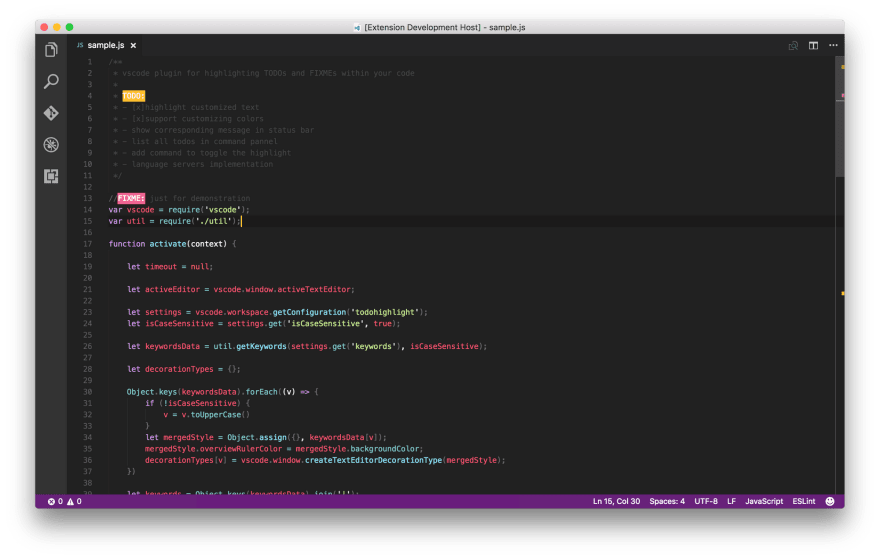 [Extension Development Host] - sample.js
JS sample.js ×
1 /**
2 * vscode plugin for highlighting TODOs and FIXMEs within your code
3 *
4 * TODO:
5 * - [a]highlight customized text
6 * - [x]support customizing colors
7 * - show corresponding message in status bar
8 * - list all todos in command pannel
9 * - add command to toggle the highlight
10 * - language servers implementation
11 */
12
13 //FIXME: just for demonstration
14 var vscode = require('vscode');
15 var util = require('./util');
16
17 function activate(context) {
18
19 let timeout = null;
20
21 let activeEditor = vscode.window.activeTextEditor;
22
23 let settings = vscode.workspace.getConfiguration('todohighlight');
24 let isCaseSensitive = settings.get('isCaseSensitive', true);
25
26 let keywordsData = util.getKeywords(settings.get('keywords'), isCaseSensitive);
27
28 let decorationTypes = {};
29
30 Object.keys(keywordsData).forEach((v) => {
31 if (!isCaseSensitive) {
32 v = v.toUpperCase()
33 }
34 let mergedStyle = Object.assign({}, keywordsData[v]);
35 mergedStyle.overviewRulerColor = mergedStyle.backgroundColor;
36 decorationTypes[v] = vscode.window.createTextEditorDecorationType(mergedStyle);
37 })
38
39 let keywords = Object.keys(keywordsData).join('|');
0 0 Ln 15, Col 30 Spaces: 4 UTF-8 LF JavaScript ESLint